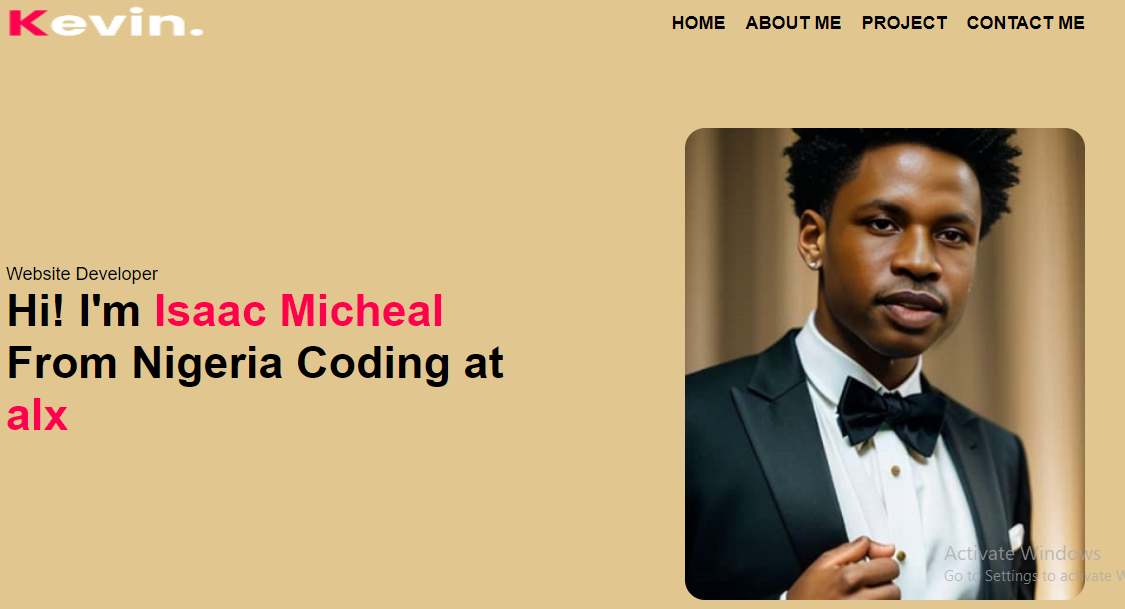 Kevin.
HOME ABOUT ME PROJECT CONTACT ME
Website Developer
Hi! I'm Isaac Micheal
From Nigeria Coding at
alx
Activate Windows
Go to Settings to activate W